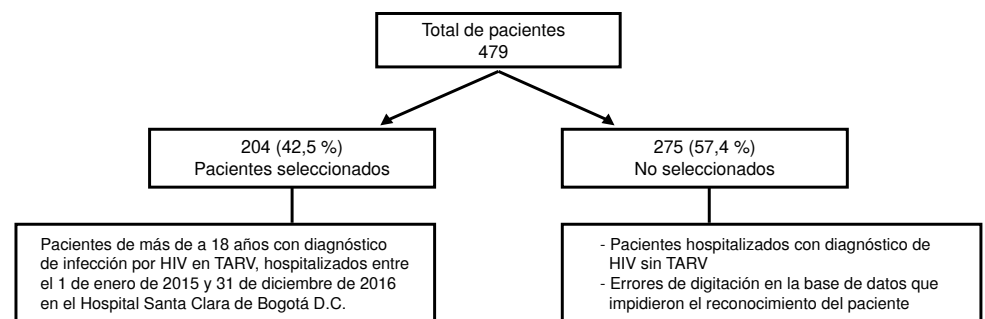 Total de pacientes
479
204 (42,5 %)
Pacientes seleccionados
275 (57,4 %)
No seleccionados
Pacientes de más de a 18 años con diagnóstico
de infección por HIV en TARV, hospitalizados entre
el 1 de enero de 2015 y 31 de diciembre de 2016
en el Hospital Santa Clara de Bogotá D.C.
- Pacientes hospitalizados con diagnóstico de
HIV sin TARV
- Errores de digitación en la base de datos que
impidieron el reconocimiento del paciente